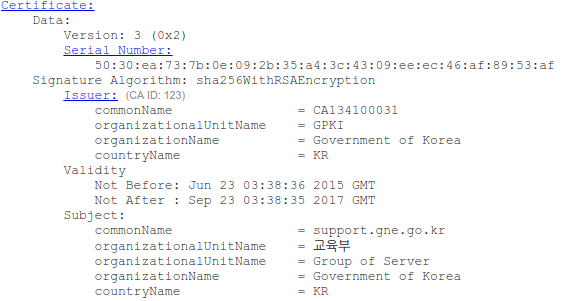 Certificate:
Data:
Version: 3 (0x2)
Serial Number:
50:30:ea:73:7b:0e:09:2b:35:a4:3c:43:09:ee:ec:46:af:89:53:af
Signature Algorithm: sha256WithRSAEncryption
Issuer: (CA ID: 123)
commonName = CA134100031
organizationalUnitName = GPKI
organizationName = Government of Korea
countryName = KR
Validity
Not Before: Jun 23 03:38:36 2015 GMT
Not After : Sep 23 03:38:35 2017 GMT
Subject:
commonName = support.gne.go.kr
organizationalUnitName = 교육부
organizationalUnitName = Group of Server
organizationName = Government of Korea
countryName = KR